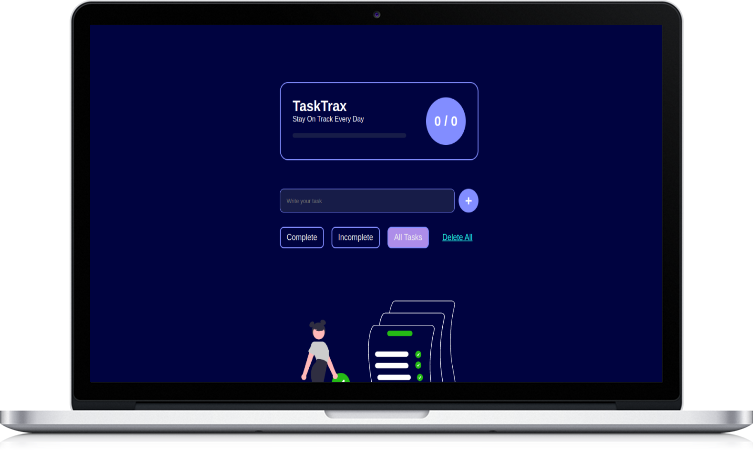 TaskTrax
Stay On Track Every Day
0 / 0
Write your task
+
Complete
Incomplete
All Tasks
Delete All